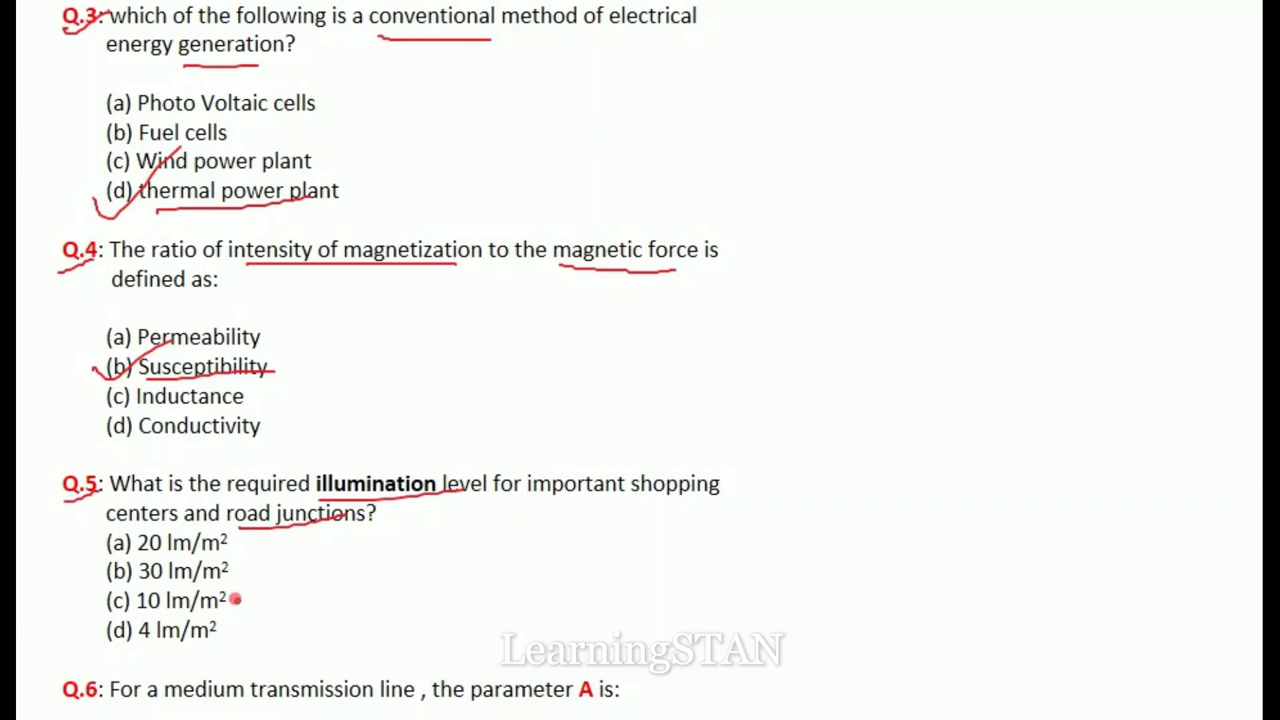 Q.3: which of the following is a conventional method of electrical
energy generation?
(a) Photo Voltaic cells
(b) Fuel cells
(c) Wind power plant
(d) thermal power plant
Q.4: The ratio of intensity of magnetization to the magnetic force is
defined as:
(a) Permeability
(b) Susceptibility
(c) Inductance
(d) Conductivity
Q.5: What is the required illumination level for important shopping
centers and road junctions?
(a) 20 lm/m²
(b) 30 lm/m²
(c) 10 lm/m²
(d) 4 lm/m²
LearningSTAN
Q.6: For a medium transmission line , the parameter A is: